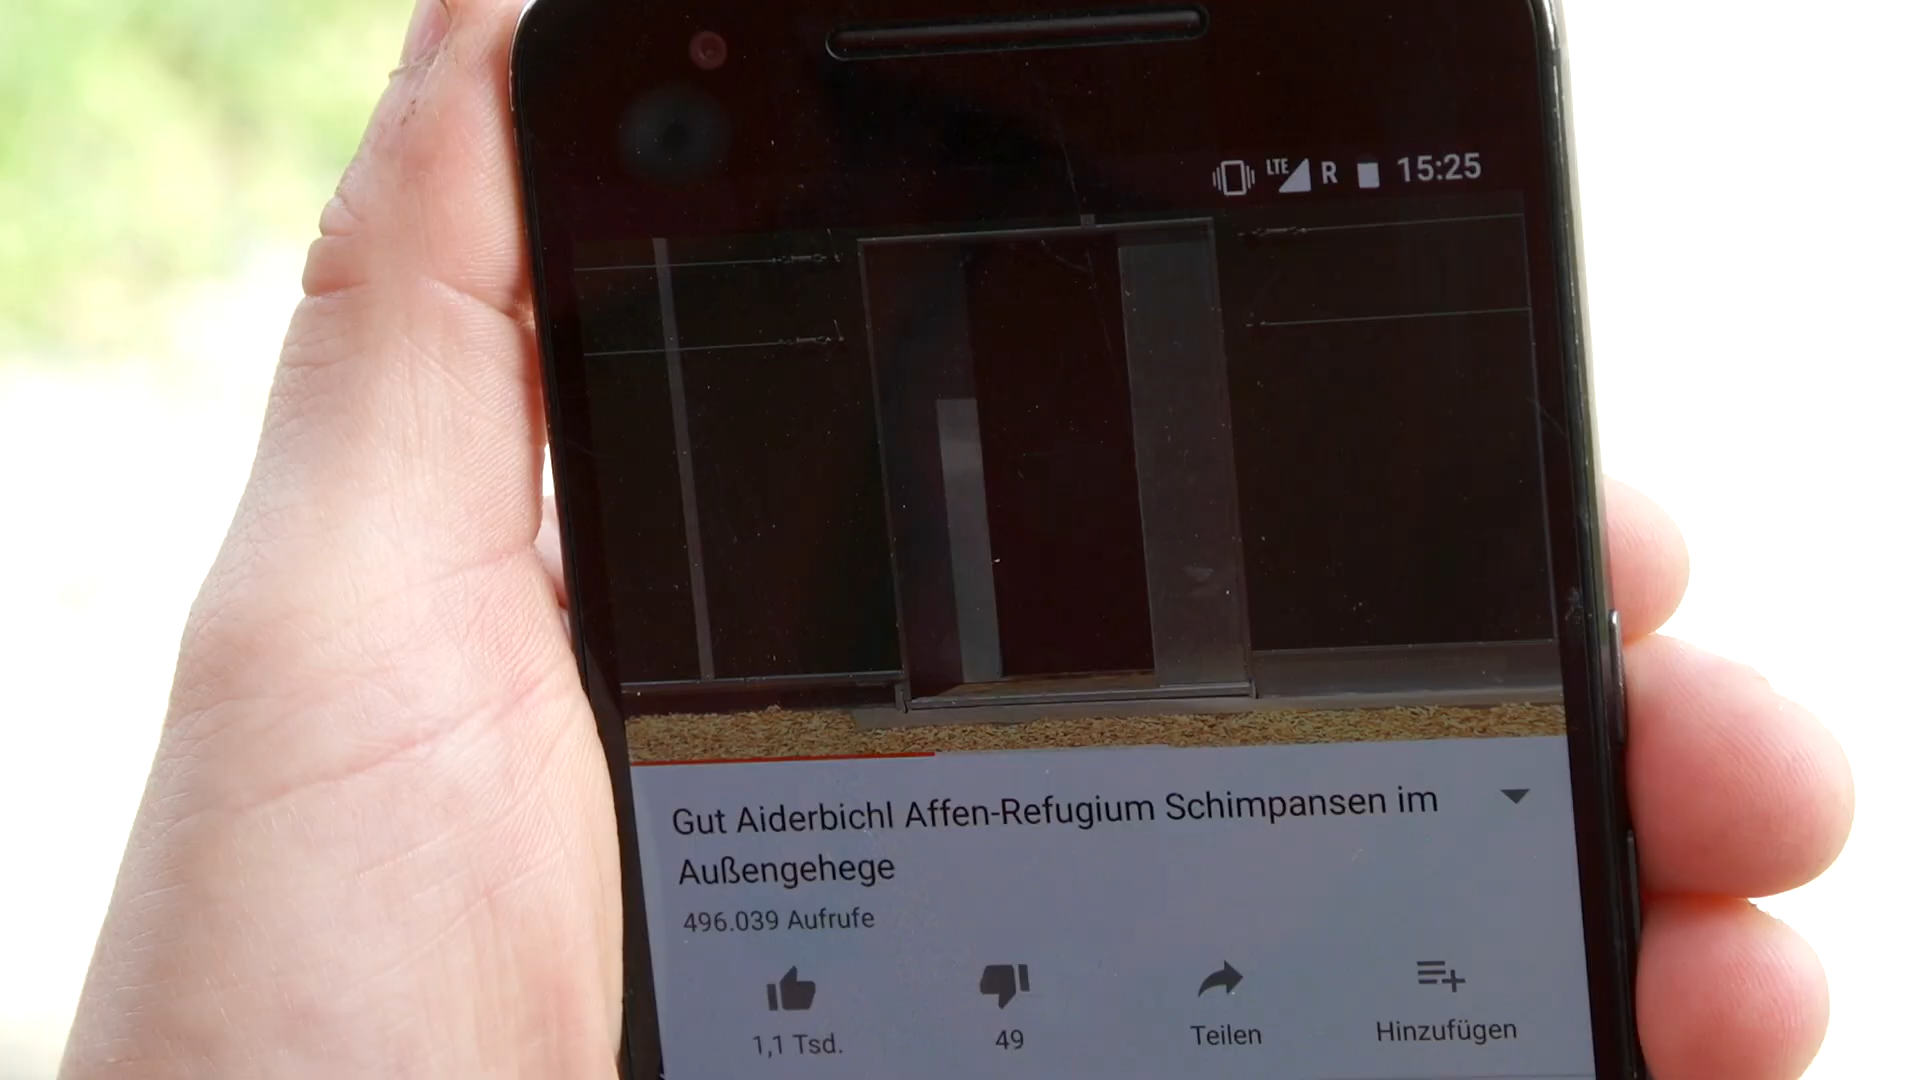 LTE R 15:25
Gut Aiderbichl Affen-Refugium Schimpansen im
Außengehege
496.039 Aufrufe
1,1 Tsd. 49 Teilen Hinzufügen